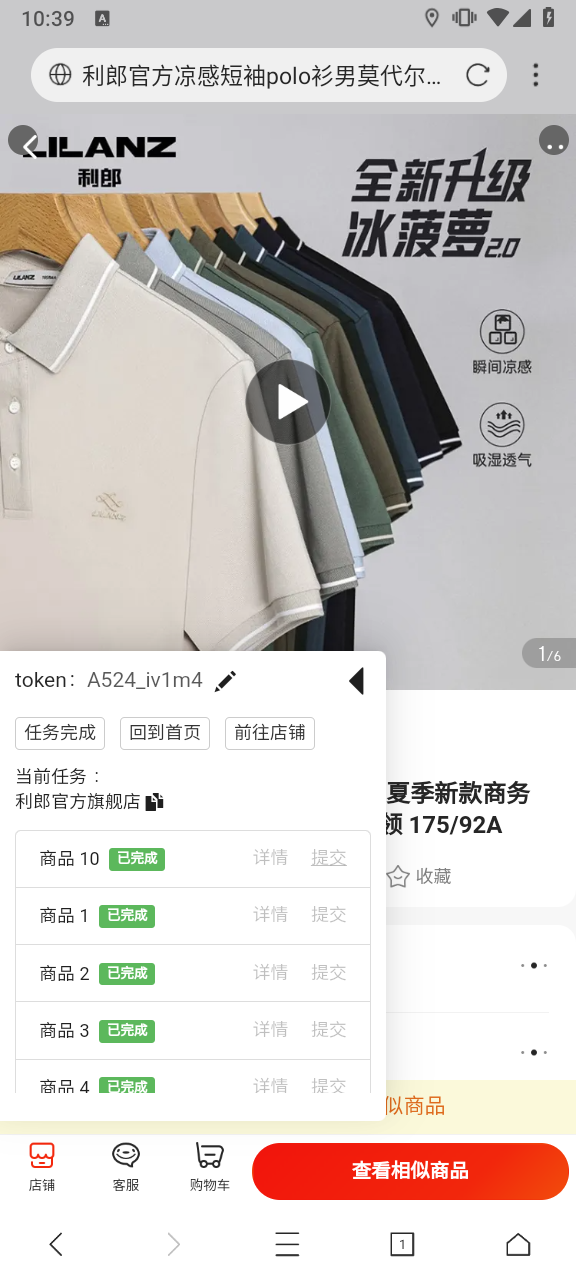 10:39
A
利郎官方凉感短袖polo衫男莫代尔...
LILANZ
利郎
全新升级
冰菠萝2.0
LILANZ
瞬间凉感
吸湿透气
LILANZ
1/6
token： A524_iv1m4
任务完成 回到首页 前往店铺
当前任务：
利郎官方旗舰店
夏季新款商务
领 175/92A
收藏
商品 10 已完成 详情 提交
商品 1 已完成 详情 提交
商品 2 已完成 详情 提交
商品 3 已完成 详情 提交
商品 4 已完成 详情 提交
似商品
店铺 客服 购物车 查看相似商品
1